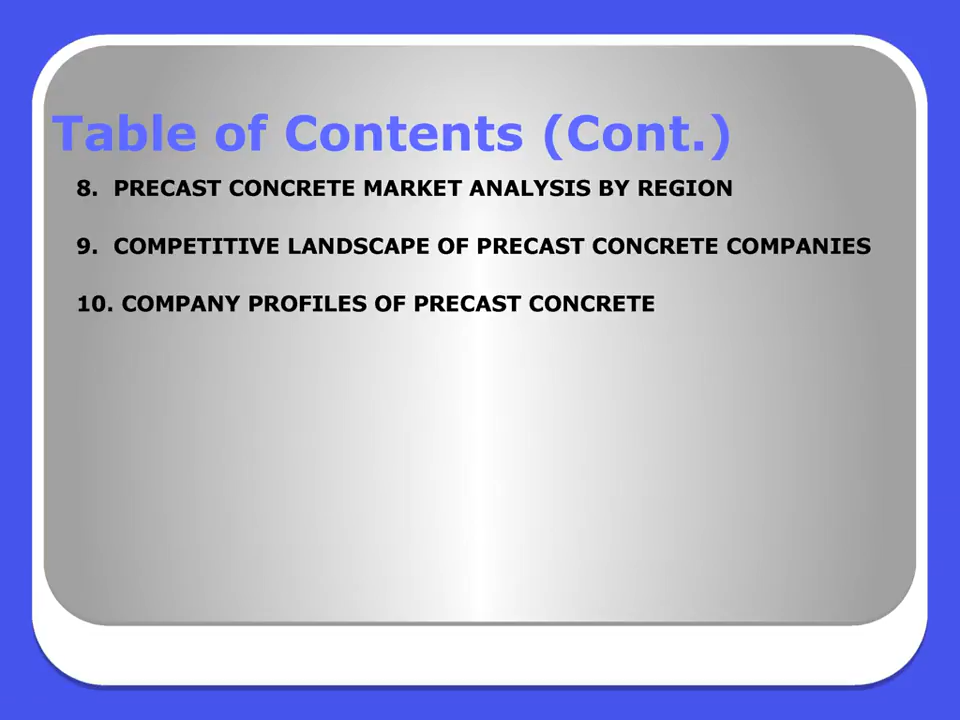 Table of Contents (Cont.)
8. PRECAST CONCRETE MARKET ANALYSIS BY REGION
9. COMPETITIVE LANDSCAPE OF PRECAST CONCRETE COMPANIES
10. COMPANY PROFILES OF PRECAST CONCRETE